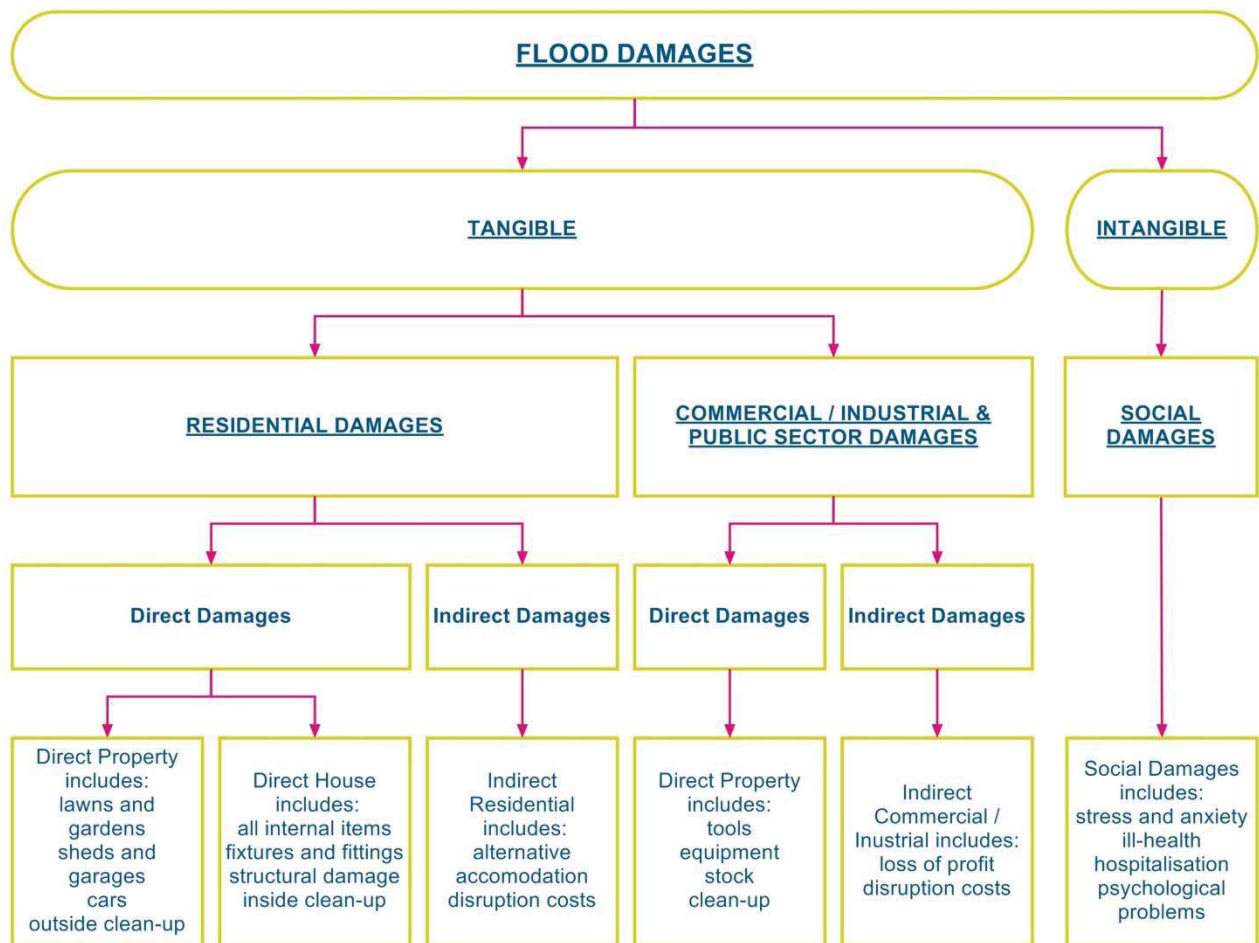 FLOOD DAMAGES
TANGIBLE
INTANGIBLE
RESIDENTIAL DAMAGES
COMMERCIAL / INDUSTRIAL &
PUBLIC SECTOR DAMAGES
SOCIAL
DAMAGES
Direct Damages
Indirect Damages
Direct Damages
Indirect Damages
Direct Property
includes:
lawns and
gardens
sheds and
garages
cars
outside clean-up
Direct House
includes:
all internal items
fixtures and fittings
structural damage
inside clean-up
Indirect
Residential
includes:
alternative
accomodation
disruption costs
Direct Property
includes:
tools
equipment
stock
clean-up
Indirect
Commercial /
Inustrial includes:
loss of profit
disruption costs
Social Damages
includes:
stress and anxiety
ill-health
hospitalisation
psychological
problems